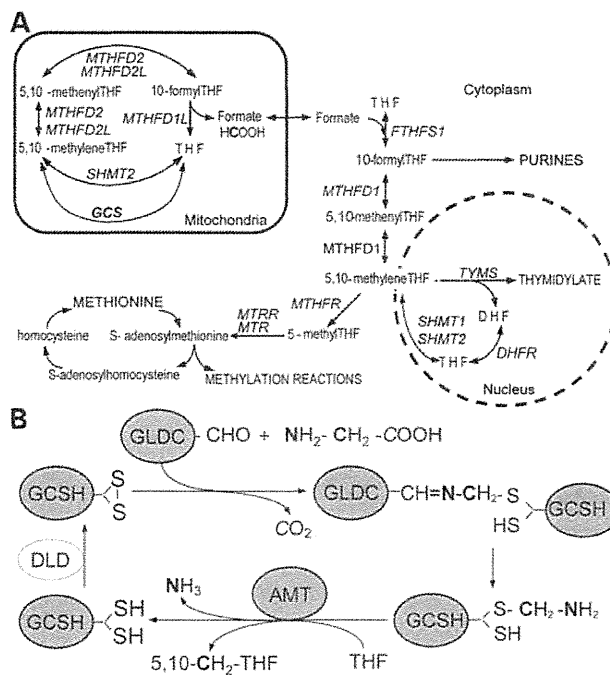 A
MTHFD2
MTHFD2L
5,10 -methenylTHF
10-formylTHF
MTHFD2
MTHFD2L
MTHFD1L
Formate
HCOOH
5,10 -methyleneTHF
THF
SHMT2
GCS
Mitochondria
Cytoplasm
THF
Formate
FTHFS1
10-formylTHF
PURINES
MTHFD1
5,10-methenylTHF
MTHFD1
5,10-methyleneTHF
TYMS
THYMIDYLATE
DHF
SHMT1
SHMT2
THF
DHFR
Nucleus
MTHFR
METHIONINE
MTRR
MTR
homocysteine
S- adenosylmethionine
5 -methylTHF
S-adenosylhomocysteine
METHYLATION REACTIONS
B
GLDC-CHO + NH2-CH2-COOH
GCSH
S
S
GLDC
CH=N-CH2-S
HS
GCSH
CO2
DLD
NH3
AMT
GCSH
SH
SH
GCSH
S-CH2-NH2
SH
5,10-CH2-THF
THF